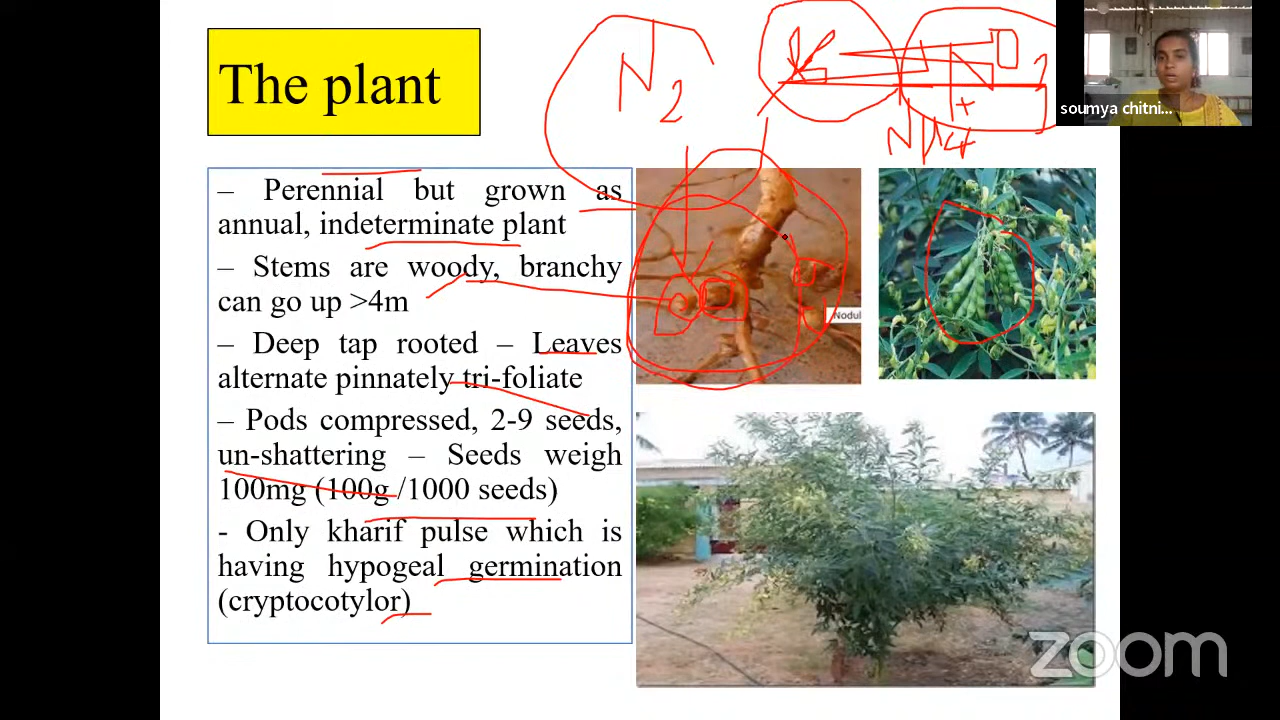 The plant
N2
NH4+
soumya chitni...
– Perennial but grown as
annual, indeterminate plant
– Stems are woody, branchy
can go up >4m
– Deep tap rooted – Leaves
alternate pinnately tri-foliate
– Pods compressed, 2-9 seeds,
un-shattering – Seeds weigh
100mg (100g /1000 seeds)
- Only kharif pulse which is
having hypogeal germination
(cryptocotylor)
Nodul
zoom